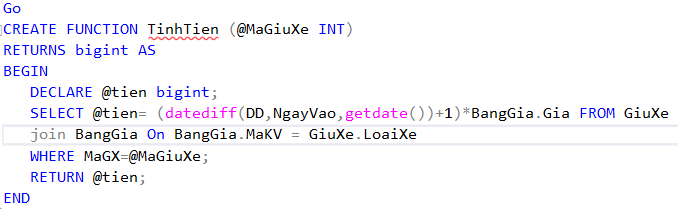 Go
CREATE FUNCTION TinhTien (@MaGiuXe INT)
RETURNS bigint AS
BEGIN
DECLARE @tien bigint;
SELECT @tien= (datediff(DD,NgayVao,getdate())+1)*BangGia.Gia FROM GiuXe
join BangGia On BangGia.MaKV = GiuXe.LoaiXe
WHERE MaGX=@MaGiuXe;
RETURN @tien;
END